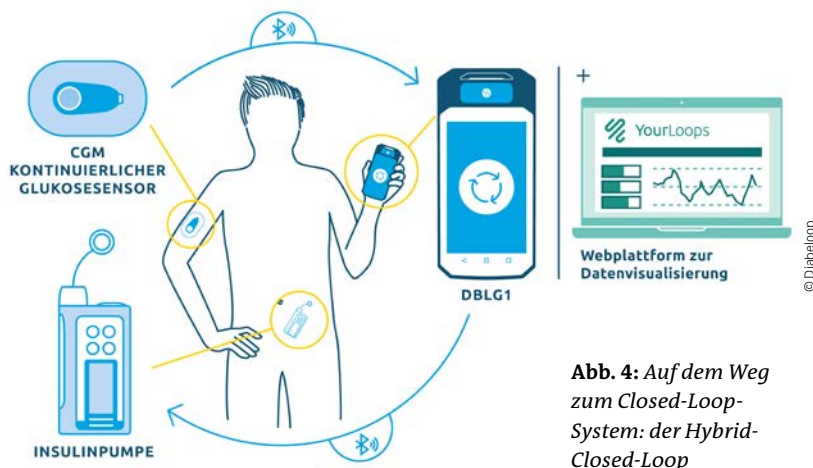 CGM
KONTINUIERLICHER
GLUKOSESENSOR
INSULINPUMPE
DBLG1
+
YourLoops
Webplattform zur
Datenvisualisierung
©Diabeloop
Abb. 4: Auf dem Weg
zum Closed-Loop-
System: der Hybrid-
Closed-Loop